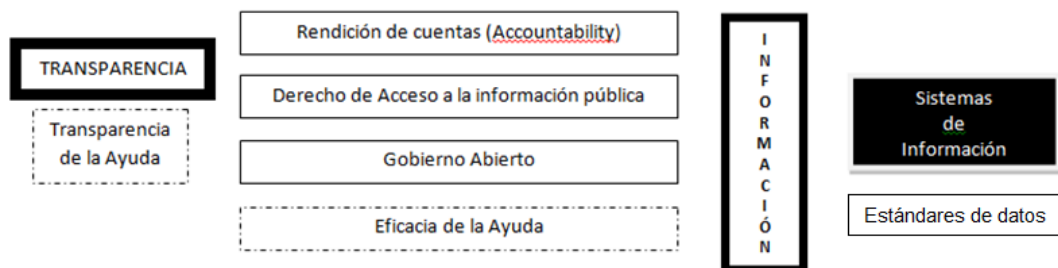 TRANSPARENCIA
Transparencia
de la Ayuda
Rendición de cuentas (Accountability)
Derecho de Acceso a la información pública
Gobierno Abierto
Eficacia de la Ayuda
I
N
F
O
R
M
A
C
I
Ó
N
Sistemas
de
Información
Estándares de datos